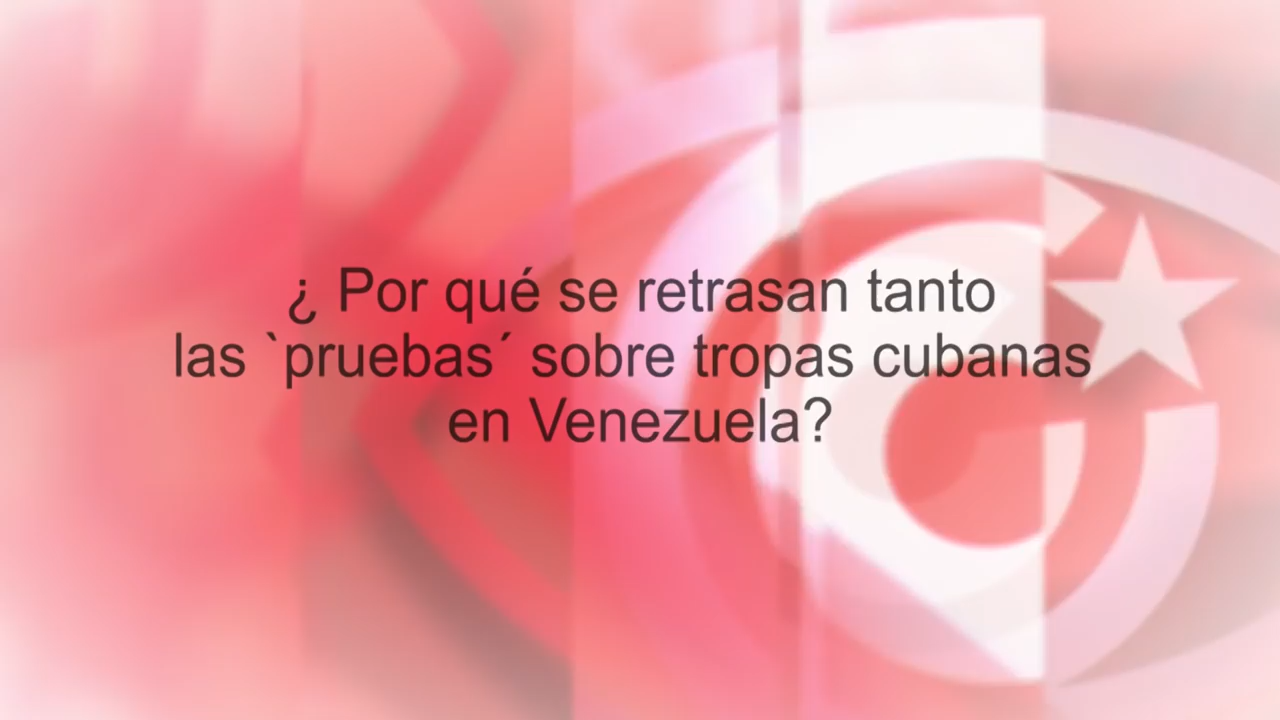 ¿ Por qué se retrasan tanto
las `pruebas´ sobre tropas cubanas
en Venezuela?